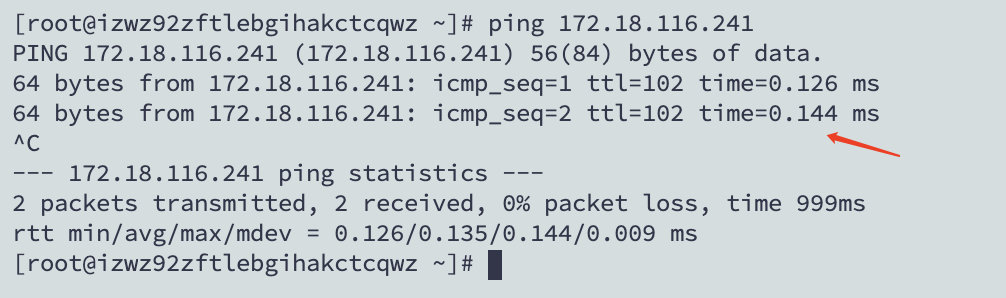 [root@izwz92zftlebgihakctcqwz ~]# ping 172.18.116.241
PING 172.18.116.241 (172.18.116.241) 56(84) bytes of data.
64 bytes from 172.18.116.241: icmp_seq=1 ttl=102 time=0.126 ms
64 bytes from 172.18.116.241: icmp_seq=2 ttl=102 time=0.144 ms
^C
--- 172.18.116.241 ping statistics ---
2 packets transmitted, 2 received, 0% packet loss, time 999ms
rtt min/avg/max/mdev = 0.126/0.135/0.144/0.009 ms
[root@izwz92zftlebgihakctcqwz ~]#